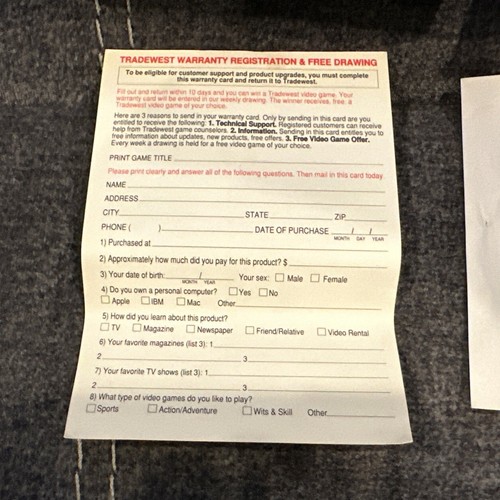 TRADEWEST WARRANTY REGISTRATION & FREE DRAWING
To be eligible for customer support and product upgrades, you must complete
this warranty card and return it to Tradewest.
Fill out and return within 10 days and you can win a Tradewest video game. Your
warranty card will be entered in our weekly drawing. The winner receives, free, a
Tradewest video game of your choice.
Here are 3 reasons to send in your warranty card. Only by sending in this card are you
entitled to receive the following: 1. Technical Support. Registered customers can receive
help from Tradewest game counselors. 2. Information. Sending in this card entitles you to
free information about updates, new products, free offers. 3. Free Video Game Offer.
Every week a drawing is held for a free video game of your choice.
PRINT GAME TITLE
Please print clearly and answer all of the following questions. Then mail in this card today.
NAME
ADDRESS
CITY STATE ZIP
PHONE ( ) DATE OF PURCHASE / /
MONTH DAY YEAR
1) Purchased at
2) Approximately how much did you pay for this product? $
3) Your date of birth: / Your sex: Male Female
MONTH YEAR
4) Do you own a personal computer? Yes No
Apple IBM Mac Other
5) How did you learn about this product?
TV Magazine Newspaper Friend/Relative Video Rental
6) Your favorite magazines (list 3): 1
2 3
7) Your favorite TV shows (list 3): 1
2 3
8) What type of video games do you like to play?
Sports Action/Adventure Wits & Skill Other